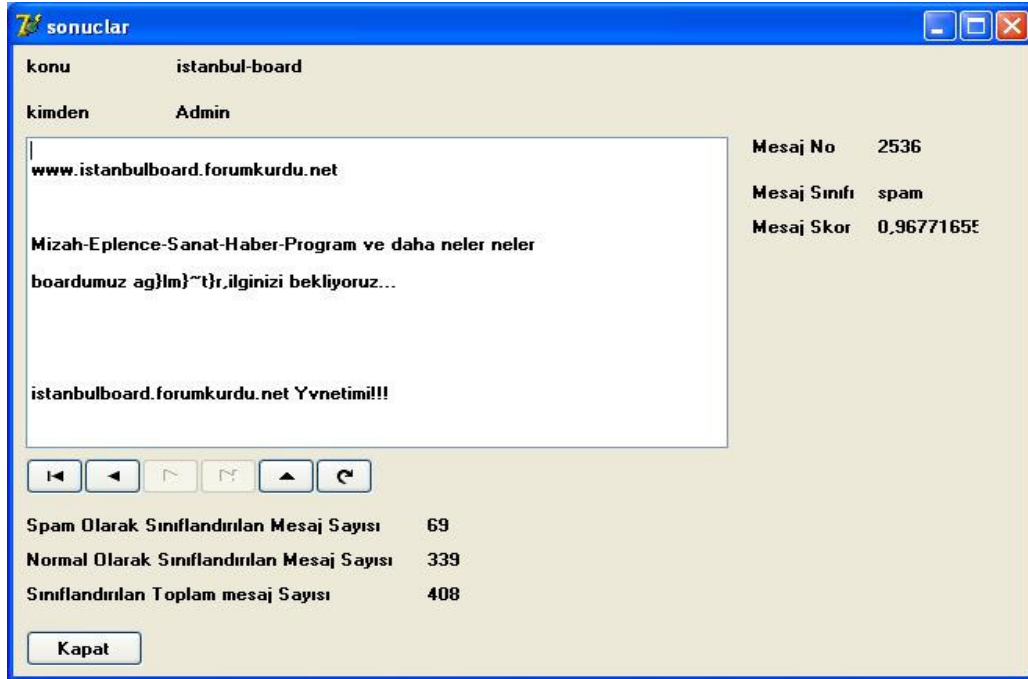 sonuclar
konu istanbul-board
kimden Admin
www.istanbulboard.forumkurdu.net
Mizah-Eplence-Sanat-Haber-Program ve daha neler neler
boardumuz ag}lm}~t}r,ilginizi bekliyoruz...
istanbulboard.forumkurdu.net Yvnetimi!!!
Mesaj No 2536
Mesaj Sınıfı spam
Mesaj Skor 0,96771655
Spam Olarak Sınıflandırılan Mesaj Sayısı 69
Normal Olarak Sınıflandırılan Mesaj Sayısı 339
Sınıflandırılan Toplam mesaj Sayısı 408
Kapat